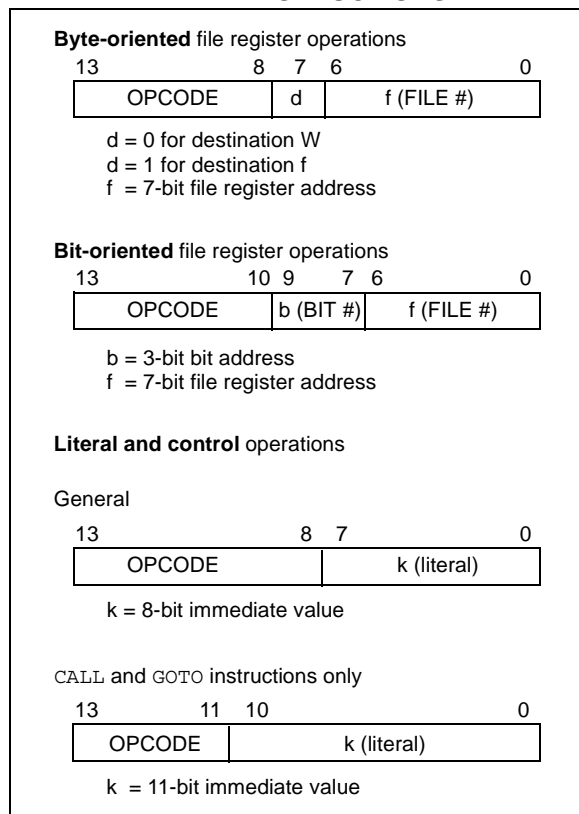 Byte-oriented file register operations
13 8 7 6 0
OPCODE d f (FILE #)
d = 0 for destination W
d = 1 for destination f
f = 7-bit file register address
Bit-oriented file register operations
13 10 9 7 6 0
OPCODE b (BIT #) f (FILE #)
b = 3-bit bit address
f = 7-bit file register address
Literal and control operations
General
13 8 7 0
OPCODE k (literal)
k = 8-bit immediate value
CALL and GOTO instructions only
13 11 10 0
OPCODE k (literal)
k = 11-bit immediate value